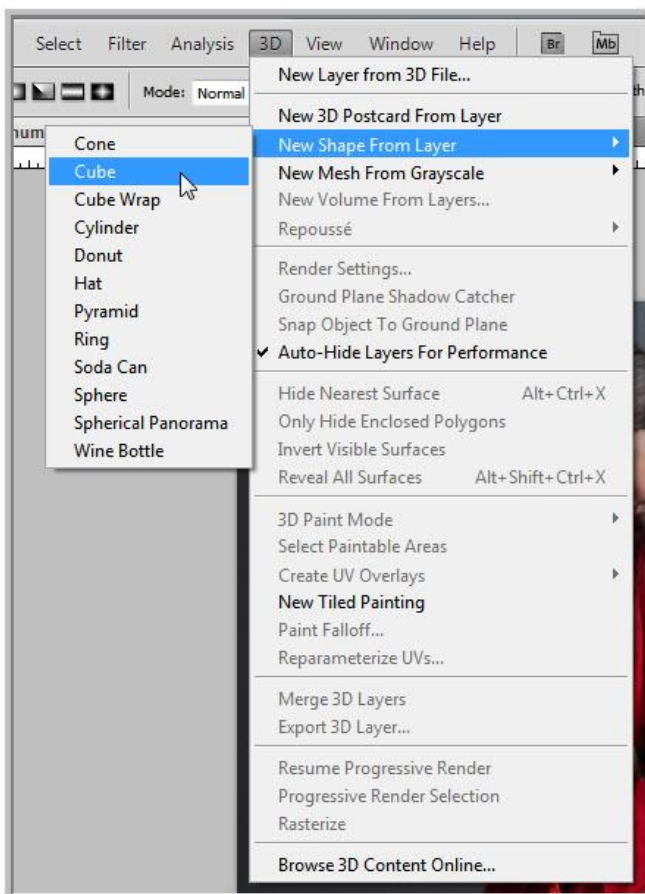 Select Filter Analysis 3D View Window Help Br Mb
Mode: Normal
New Layer from 3D File...
New 3D Postcard From Layer
New Shape From Layer
New Mesh From Grayscale
New Volume From Layers...
Repoussé
Render Settings...
Ground Plane Shadow Catcher
Snap Object To Ground Plane
✔ Auto-Hide Layers For Performance
Hide Nearest Surface Alt+Ctrl+X
Only Hide Enclosed Polygons
Invert Visible Surfaces
Reveal All Surfaces Alt+Shift+Ctrl+X
3D Paint Mode
Select Paintable Areas
Create UV Overlays
New Tiled Painting
Paint Falloff...
Reparameterize UVs...
Merge 3D Layers
Export 3D Layer...
Resume Progressive Render
Progressive Render Selection
Rasterize
Browse 3D Content Online...
Cone
Cube
Cube Wrap
Cylinder
Donut
Hat
Pyramid
Ring
Soda Can
Sphere
Spherical Panorama
Wine Bottle